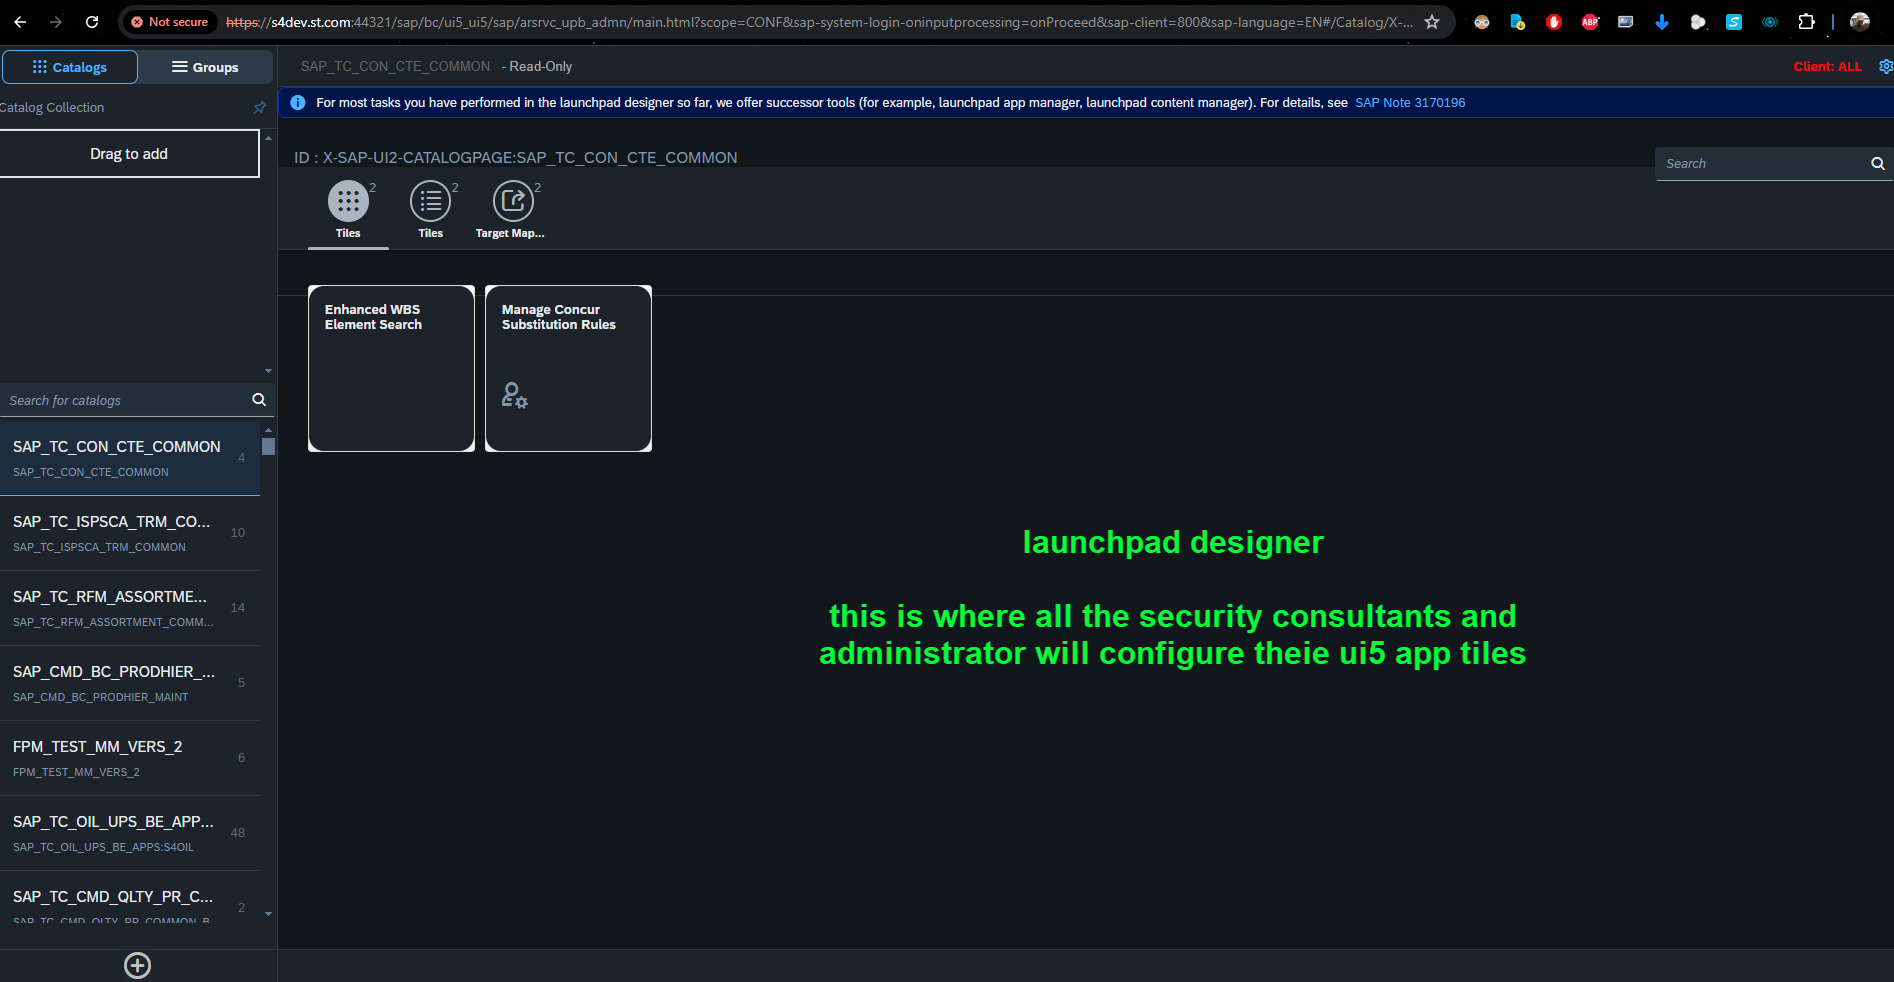 Not secure
https://s4dev.st.com:44321/sap/bc/ui5_ui5/sap/arsrvc_upb_admn/main.html?scope=CONF&sap-system-login-oninputprocessing=onProceed&sap-client=800&sap-language=EN#/Catalog/X-...
ABP
S
Catalogs
Groups
SAP_TC_CON_CTE_COMMON - Read-Only
Client: ALL
Catalog Collection
For most tasks you have performed in the launchpad designer so far, we offer successor tools (for example, launchpad app manager, launchpad content manager). For details, see SAP Note 3170196
Drag to add
ID : X-SAP-UI2-CATALOGPAGE:SAP_TC_CON_CTE_COMMON
Search
2
2
2
Tiles
Tiles
Target Map...
Enhanced WBS
Element Search
Manage Concur
Substitution Rules
Search for catalogs
SAP_TC_CON_CTE_COMMON
4
SAP_TC_CON_CTE_COMMON
SAP_TC_ISPSCA_TRM_CO...
10
SAP_TC_ISPSCA_TRM_COMMON
SAP_TC_RFM_ASSORTME...
14
SAP_TC_RFM_ASSORTMENT_COMM...
SAP_CMD_BC_PRODHIER_...
5
SAP_CMD_BC_PRODHIER_MAINT
FPM_TEST_MM_VERS_2
6
FPM_TEST_MM_VERS_2
SAP_TC_OIL_UPS_BE_APP...
48
SAP_TC_OIL_UPS_BE_APPS:S4OIL
SAP_TC_CMD_QLTY_PR_C...
2
SAP_TC_CMD_QLTY_PR_COMMON_B
launchpad designer
this is where all the security consultants and
administrator will configure theie ui5 app tiles